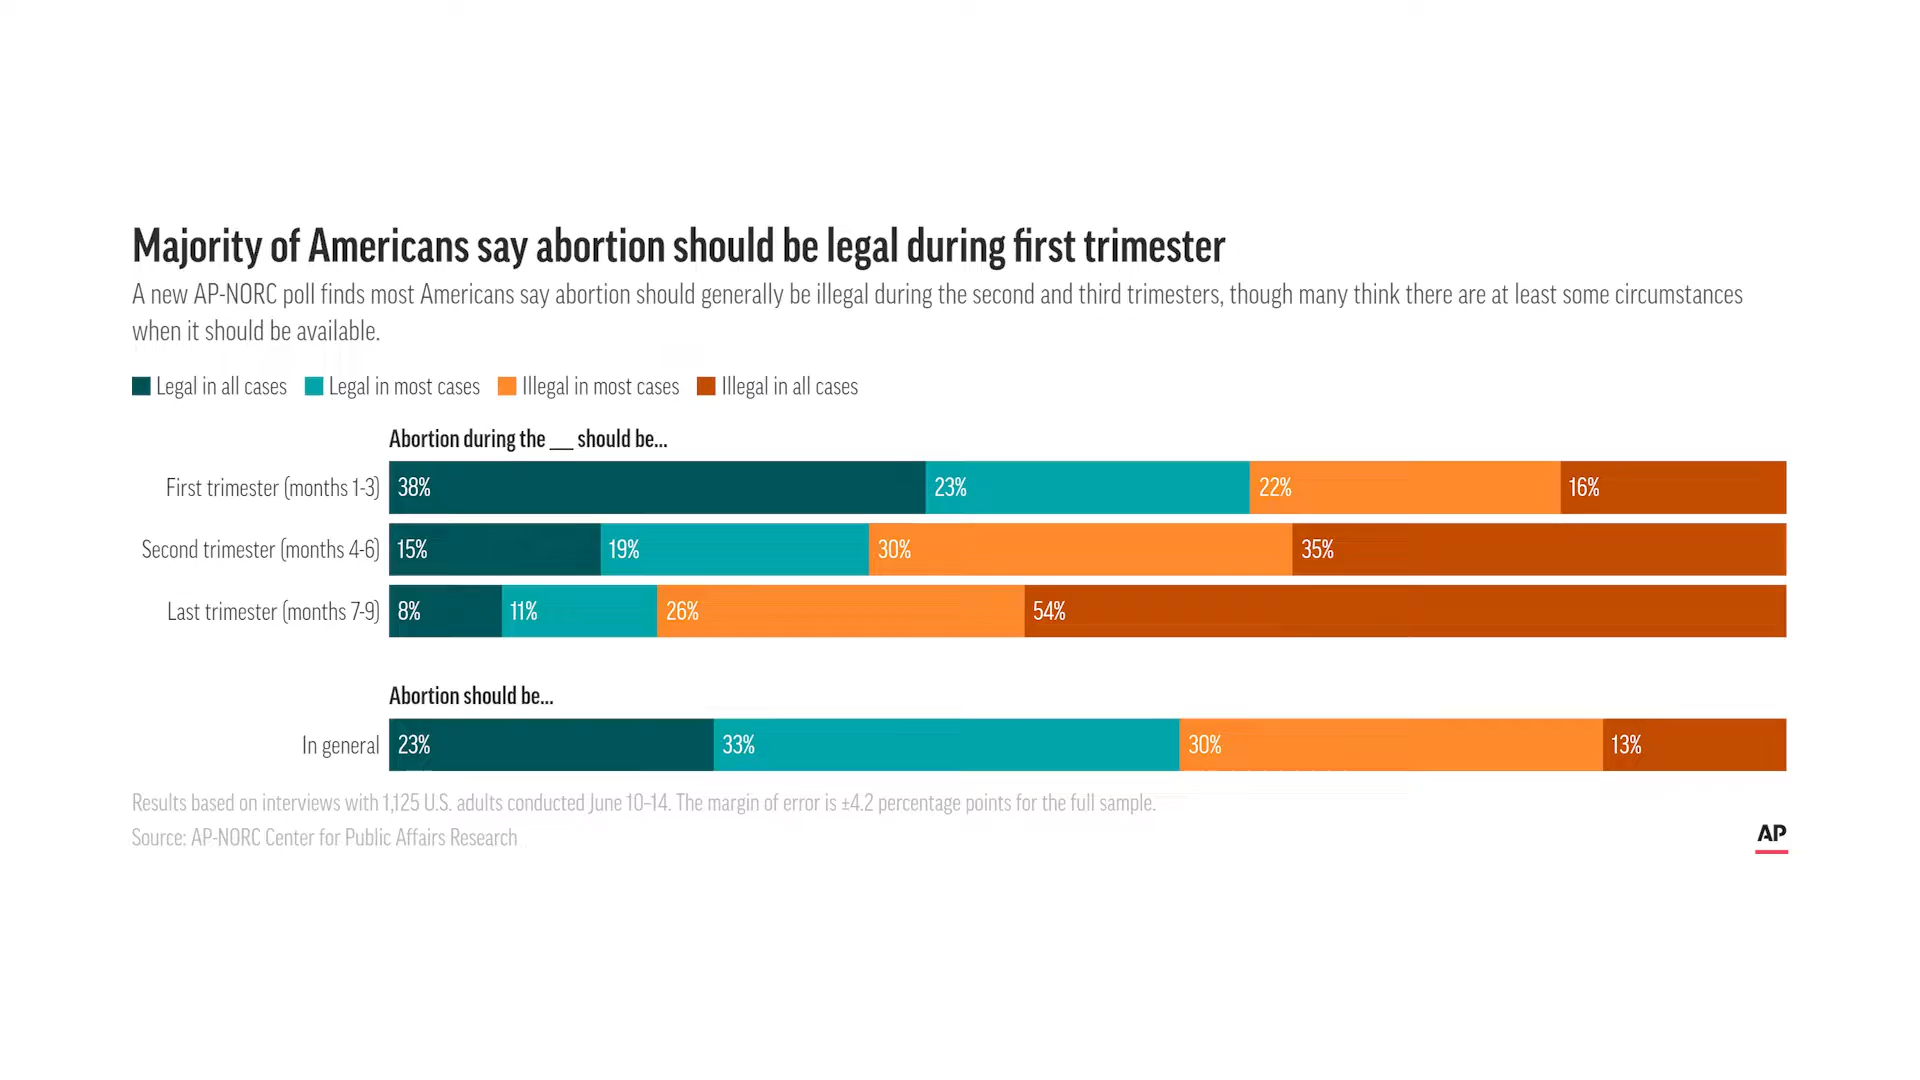 Majority of Americans say abortion should be legal during first trimester
A new AP-NORC poll finds most Americans say abortion should generally be illegal during the second and third trimesters, though many think there are at least some circumstances
when it should be available.
Legal in all cases Legal in most cases Illegal in most cases Illegal in all cases
Abortion during the __ should be...
First trimester (months 1-3) 38% 23% 22% 16%
Second trimester (months 4-6) 15% 19% 30% 35%
Last trimester (months 7-9) 8% 11% 26% 54%
Abortion should be...
In general 23% 33% 30% 13%
Results based on interviews with 1,125 U.S. adults conducted June 10–14. The margin of error is ±4.2 percentage points for the full sample.
Source: AP-NORC Center for Public Affairs Research
AP